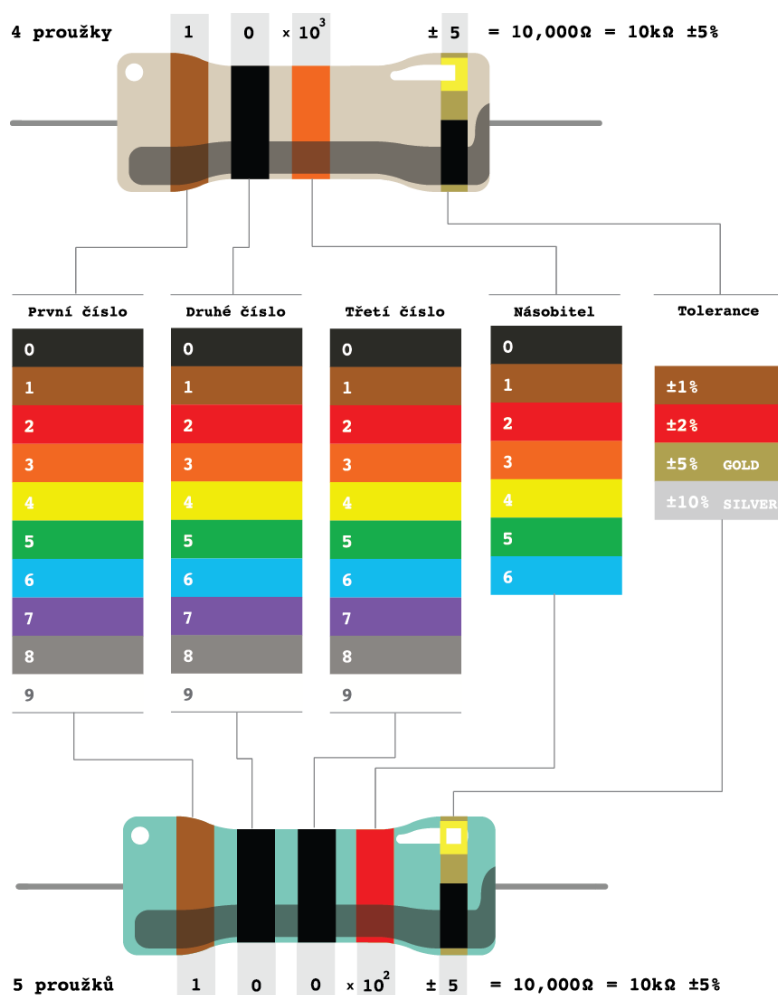 4 proužky 1 0 × 10³ ± 5 = 10,000Ω = 10kΩ ±5%
První číslo Druhé číslo Třetí číslo Násobitel Tolerance
0 0 0 0
1 1 1 1 ±1%
2 2 2 2 ±2%
3 3 3 3 ±5% GOLD
4 4 4 4 ±10% SILVER
5 5 5 5
6 6 6 6
7 7 7
8 8 8
9 9 9
5 proužků 1 0 0 × 10² ± 5 = 10,000Ω = 10kΩ ±5%